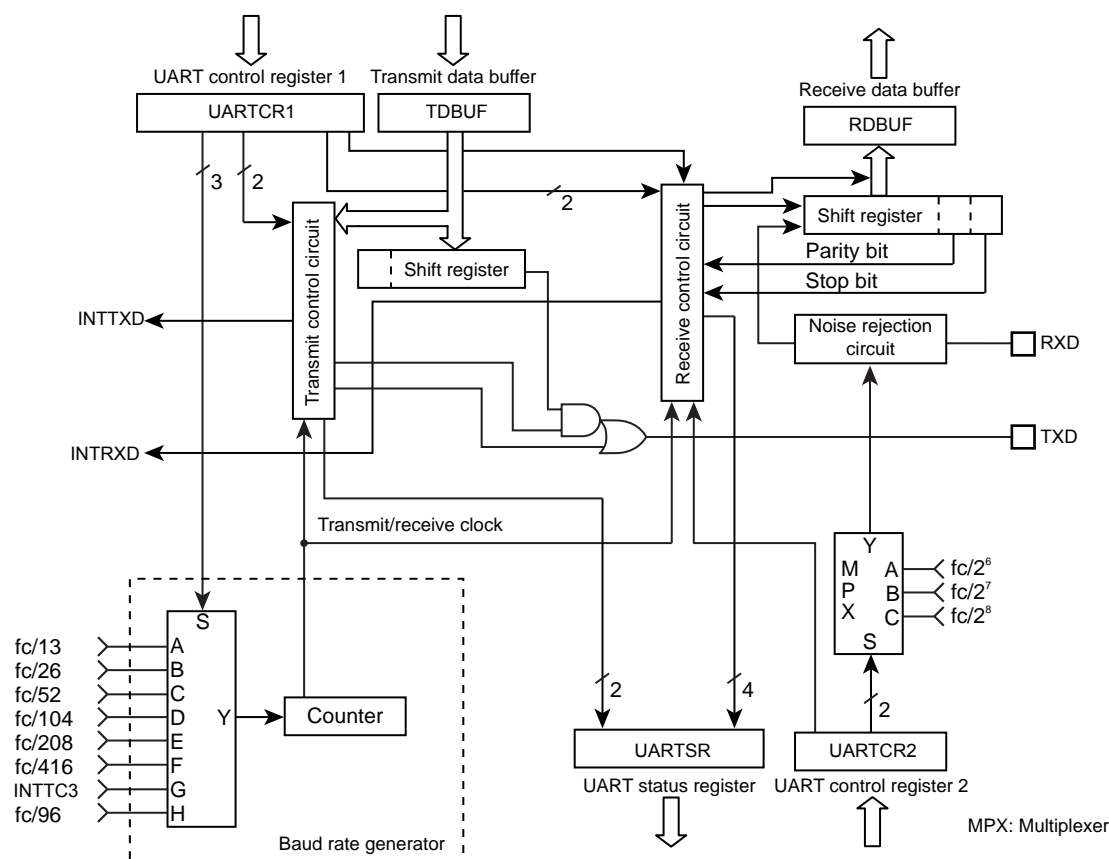 UART control register 1
Transmit data buffer
Receive data buffer
UARTCR1
TDBUF
RDBUF
3
2
2
Transmit control circuit
Shift register
Receive control circuit
Shift register
Parity bit
Stop bit
INTTXD
Noise rejection
circuit
RXD
INTRXD
TXD
Transmit/receive clock
Y
M
P
X
A
B
C
S
fc/2⁶
fc/2⁷
fc/2⁸
S
fc/13
A
fc/26
B
fc/52
C
fc/104
D
Y
Counter
fc/208
E
fc/416
F
INTTC3
G
fc/96
H
2
4
2
UARTSR
UARTCR2
UART status register
UART control register 2
Baud rate generator
MPX: Multiplexer